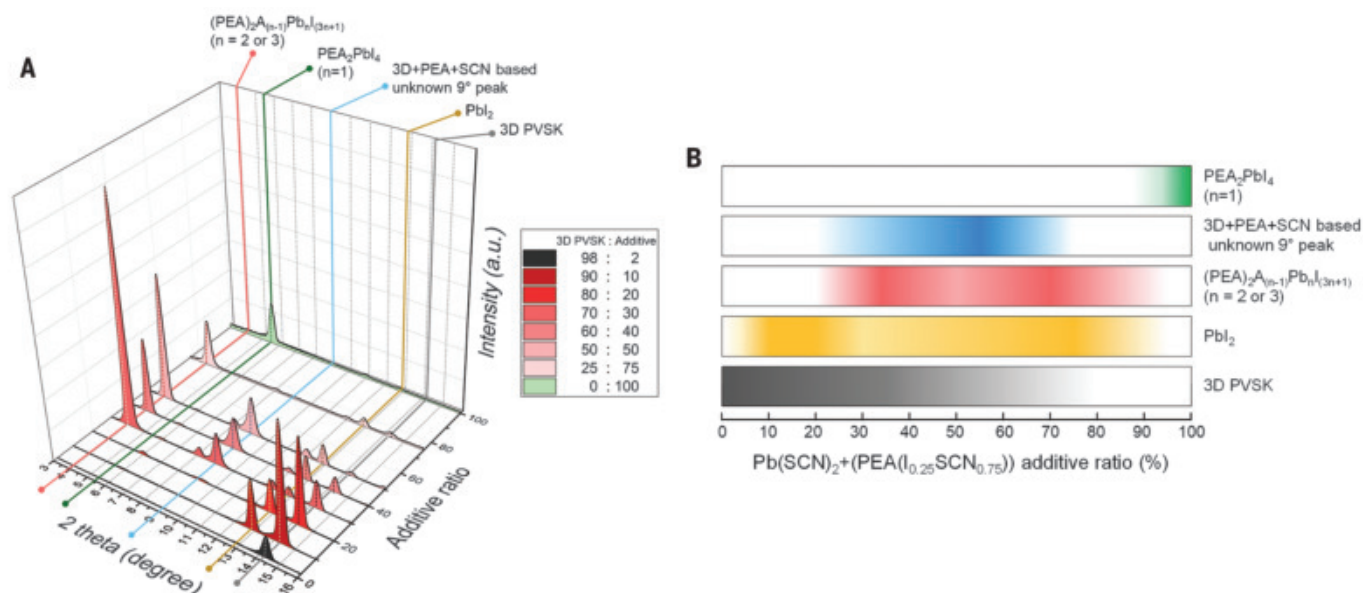 A
(PEA)₂A₍ₙ₋₁₎PbₙI₍₃ₙ₊₁₎
(n = 2 or 3)
PEA₂PbI₄
(n=1)
3D+PEA+SCN based
unknown 9° peak
PbI₂
3D PVSK
Intensity (a.u.)
3D PVSK : Additive
98 : 2
90 : 10
80 : 20
70 : 30
60 : 40
50 : 50
25 : 75
0 : 100
3 4 5 6 7 8 9 10 11 12 13 14 15 16
2 theta (degree)
0 20 40 60 80 100
Additive ratio
B
PEA₂PbI₄
(n=1)
3D+PEA+SCN based
unknown 9° peak
(PEA)₂A₍ₙ₋₁₎PbₙI₍₃ₙ₊₁₎
(n = 2 or 3)
PbI₂
3D PVSK
0 10 20 30 40 50 60 70 80 90 100
Pb(SCN)₂+(PEA(I₀.₂₅SCN₀.₇₅)) additive ratio (%)